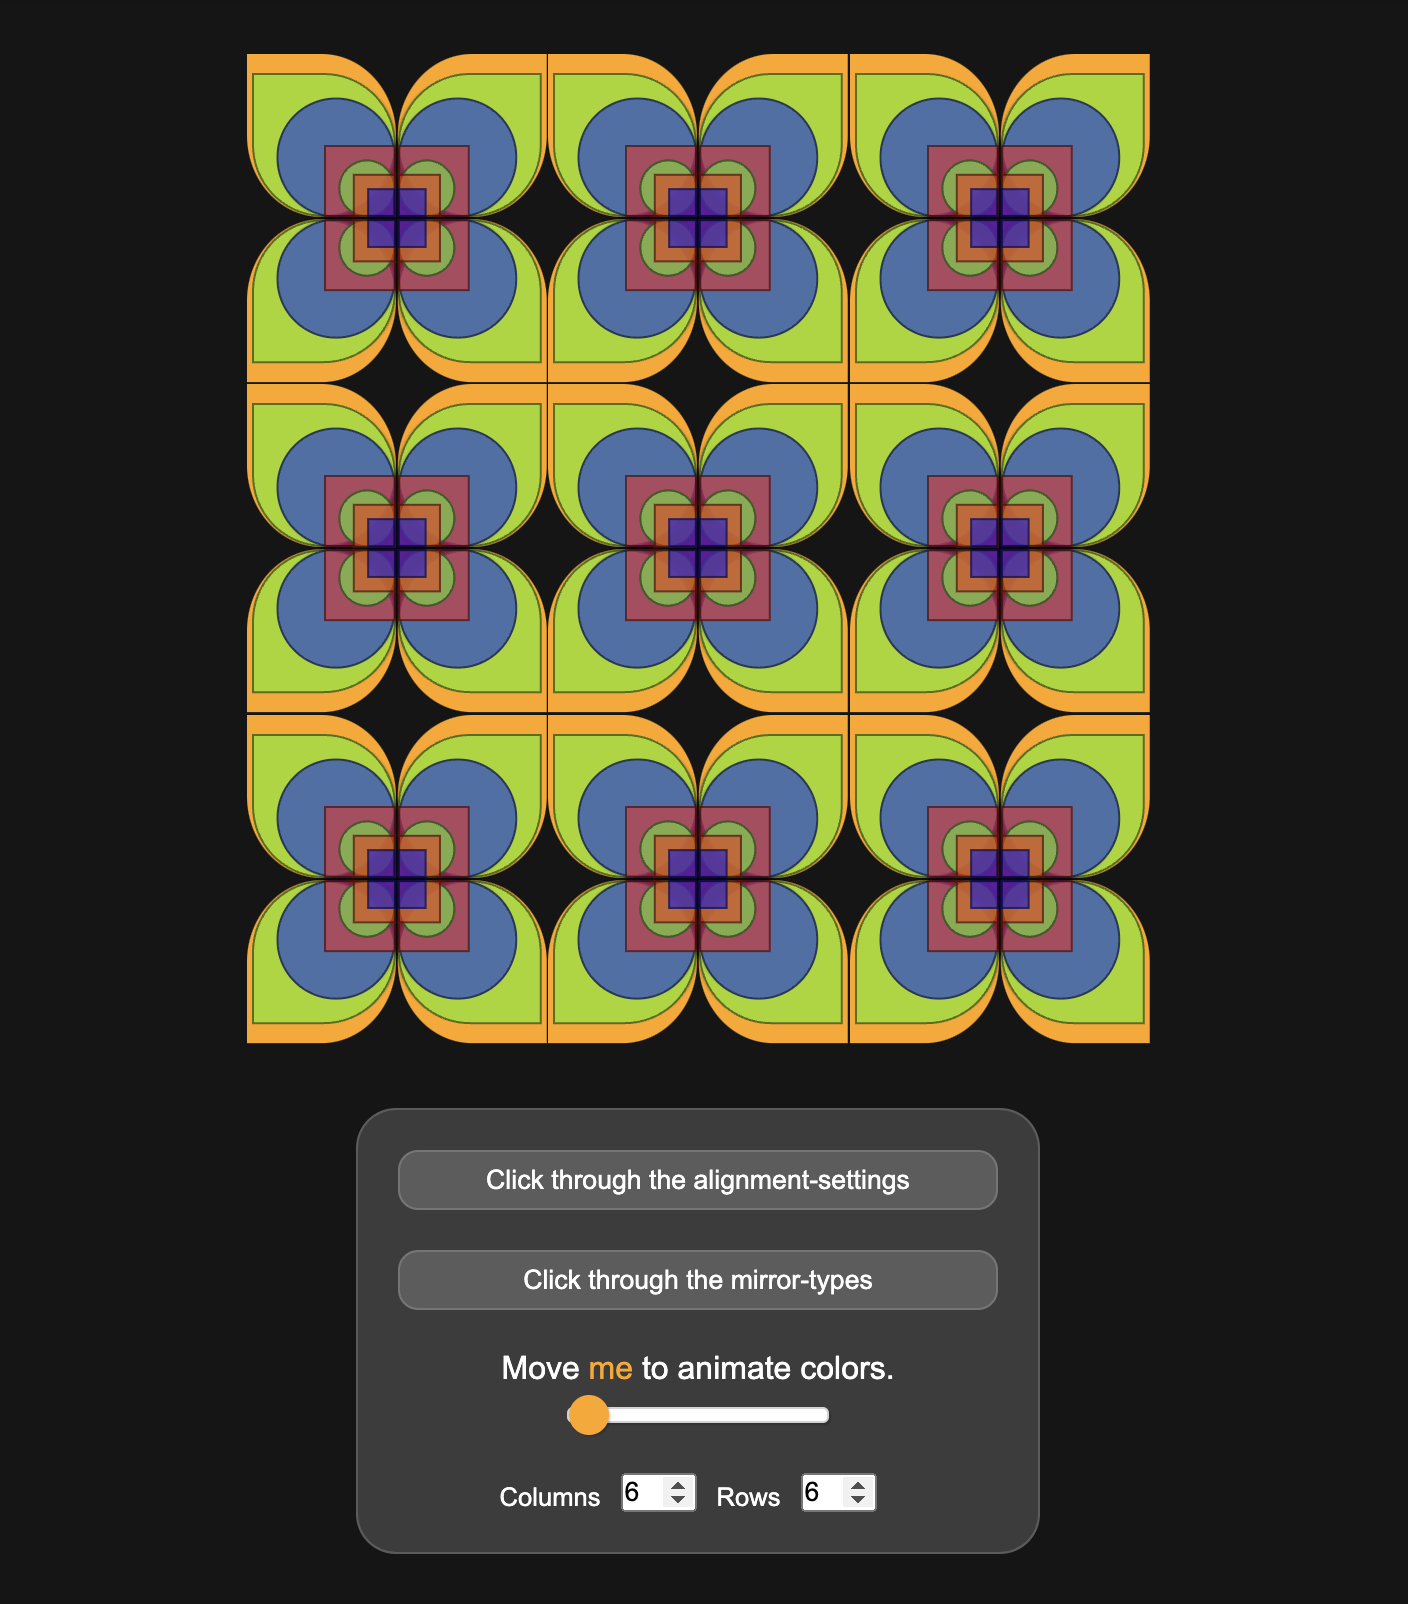 Click through the alignment-settings
Click through the mirror-types
Move me to animate colors.
Columns 6 Rows 6